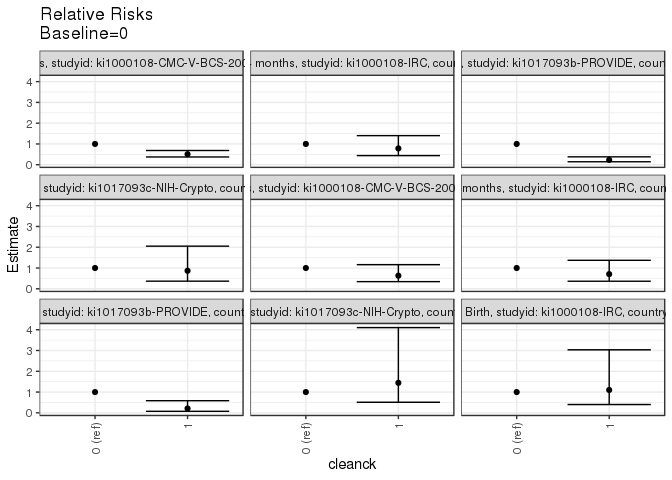 Relative Risks
Baseline=0
s, studyid: ki1000108-CMC-V-BCS-200
months, studyid: ki1000108-IRC, cour
, studyid: ki1017093b-PROVIDE, coun
4
3
2
1
0
studyid: ki1017093c-NIH-Crypto, coun
, studyid: ki1000108-CMC-V-BCS-200
months, studyid: ki1000108-IRC, cour
4
3
2
1
0
Estimate
studyid: ki1017093b-PROVIDE, count
studyid: ki1017093c-NIH-Crypto, coun
Birth, studyid: ki1000108-IRC, country
4
3
2
1
0
0 (ref)
1
0 (ref)
1
0 (ref)
1
cleanck